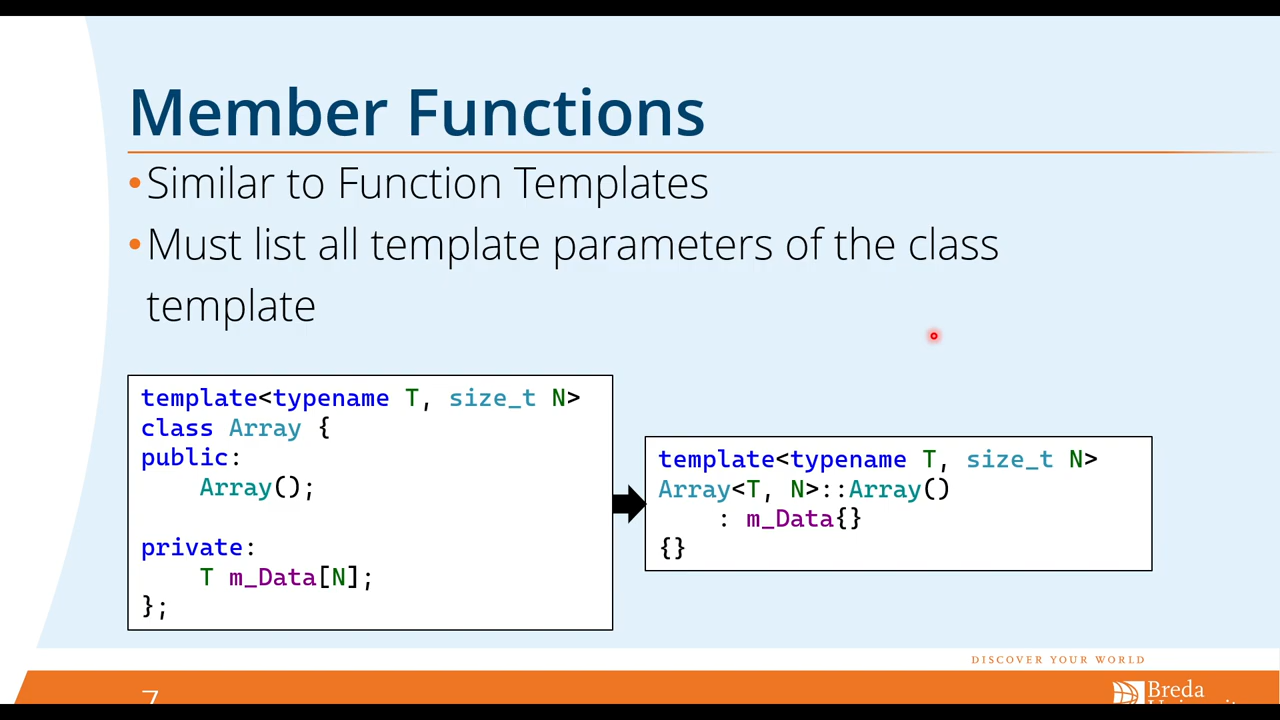 Member Functions
•Similar to Function Templates
•Must list all template parameters of the class
template
template<typename T, size_t N>
class Array {
public:
    Array();
private:
    T m_Data[N];
};
template<typename T, size_t N>
Array<T, N>::Array()
    : m_Data{}
{}
DISCOVER YOUR WORLD
7
Breda